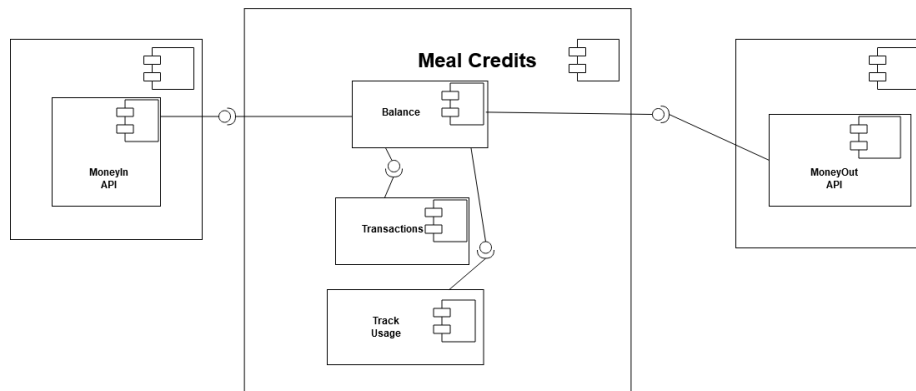 Meal Credits
Balance
MoneyIn
API
MoneyOut
API
Transactions
Track
Usage